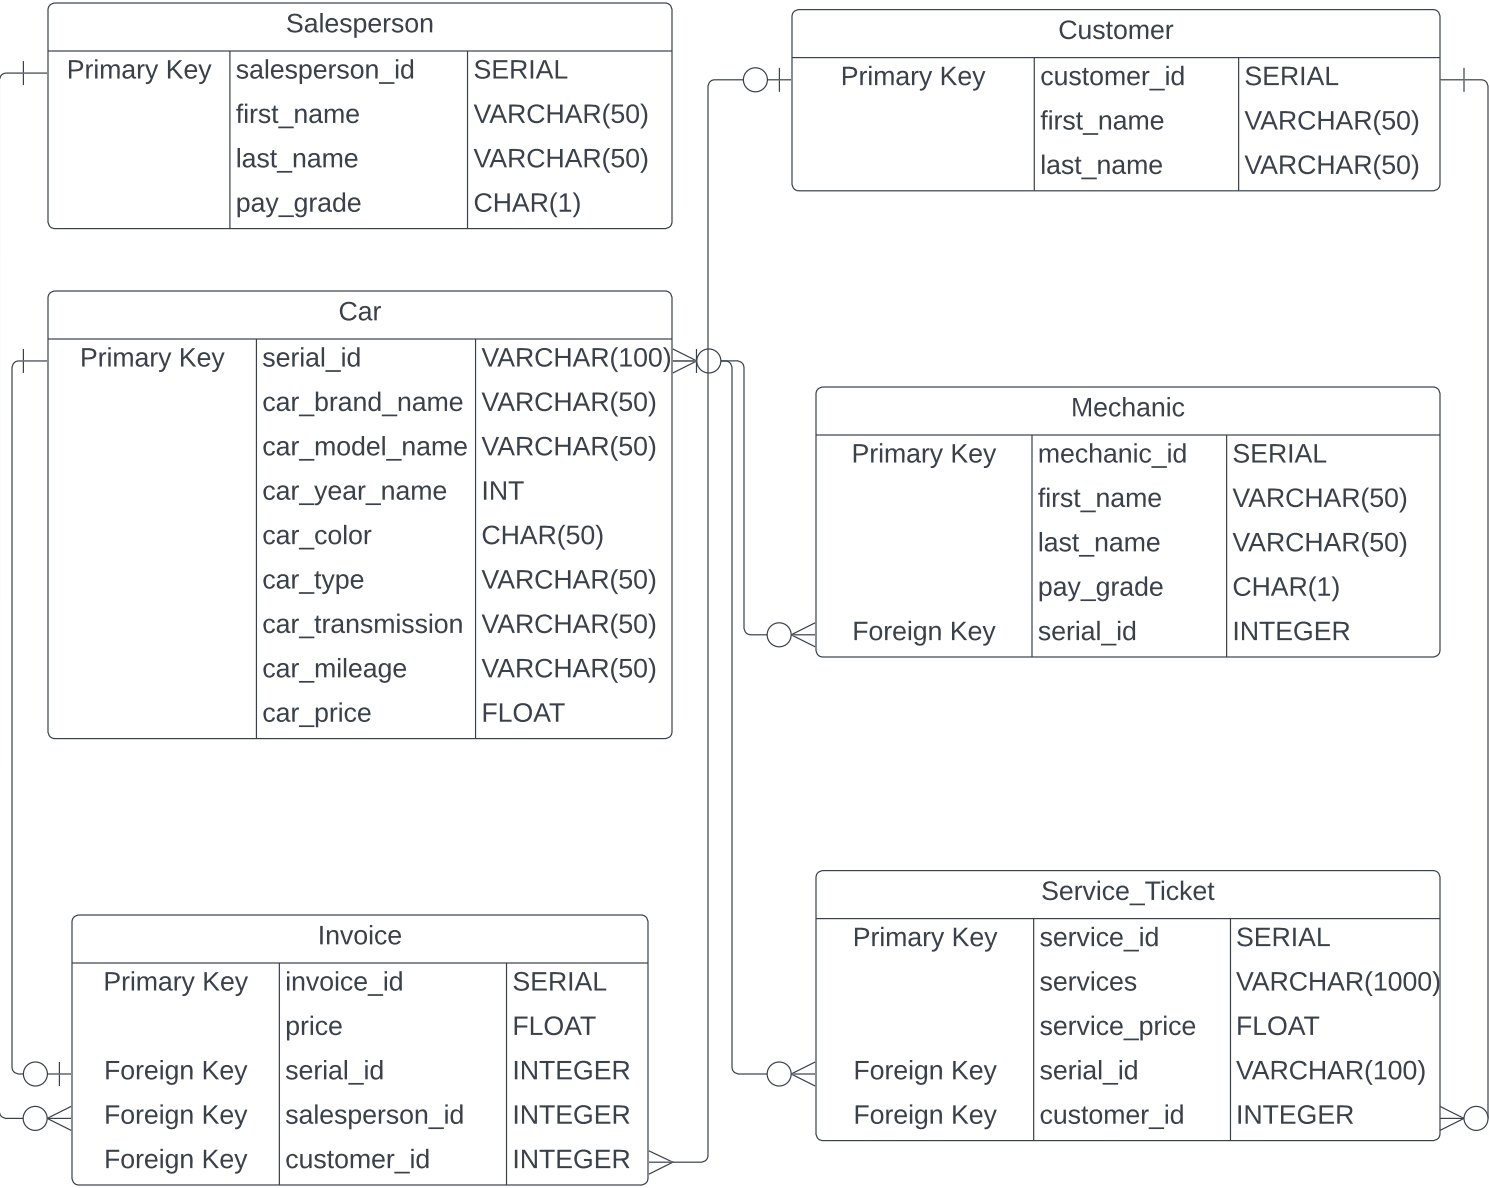 Salesperson
Primary Key salesperson_id SERIAL
first_name VARCHAR(50)
last_name VARCHAR(50)
pay_grade CHAR(1)
Customer
Primary Key customer_id SERIAL
first_name VARCHAR(50)
last_name VARCHAR(50)
Car
Primary Key serial_id VARCHAR(100)
car_brand_name VARCHAR(50)
car_model_name VARCHAR(50)
car_year_name INT
car_color CHAR(50)
car_type VARCHAR(50)
car_transmission VARCHAR(50)
car_mileage VARCHAR(50)
car_price FLOAT
Mechanic
Primary Key mechanic_id SERIAL
first_name VARCHAR(50)
last_name VARCHAR(50)
pay_grade CHAR(1)
Foreign Key serial_id INTEGER
Invoice
Primary Key invoice_id SERIAL
price FLOAT
Foreign Key serial_id INTEGER
Foreign Key salesperson_id INTEGER
Foreign Key customer_id INTEGER
Service_Ticket
Primary Key service_id SERIAL
services VARCHAR(1000)
service_price FLOAT
Foreign Key serial_id VARCHAR(100)
Foreign Key customer_id INTEGER